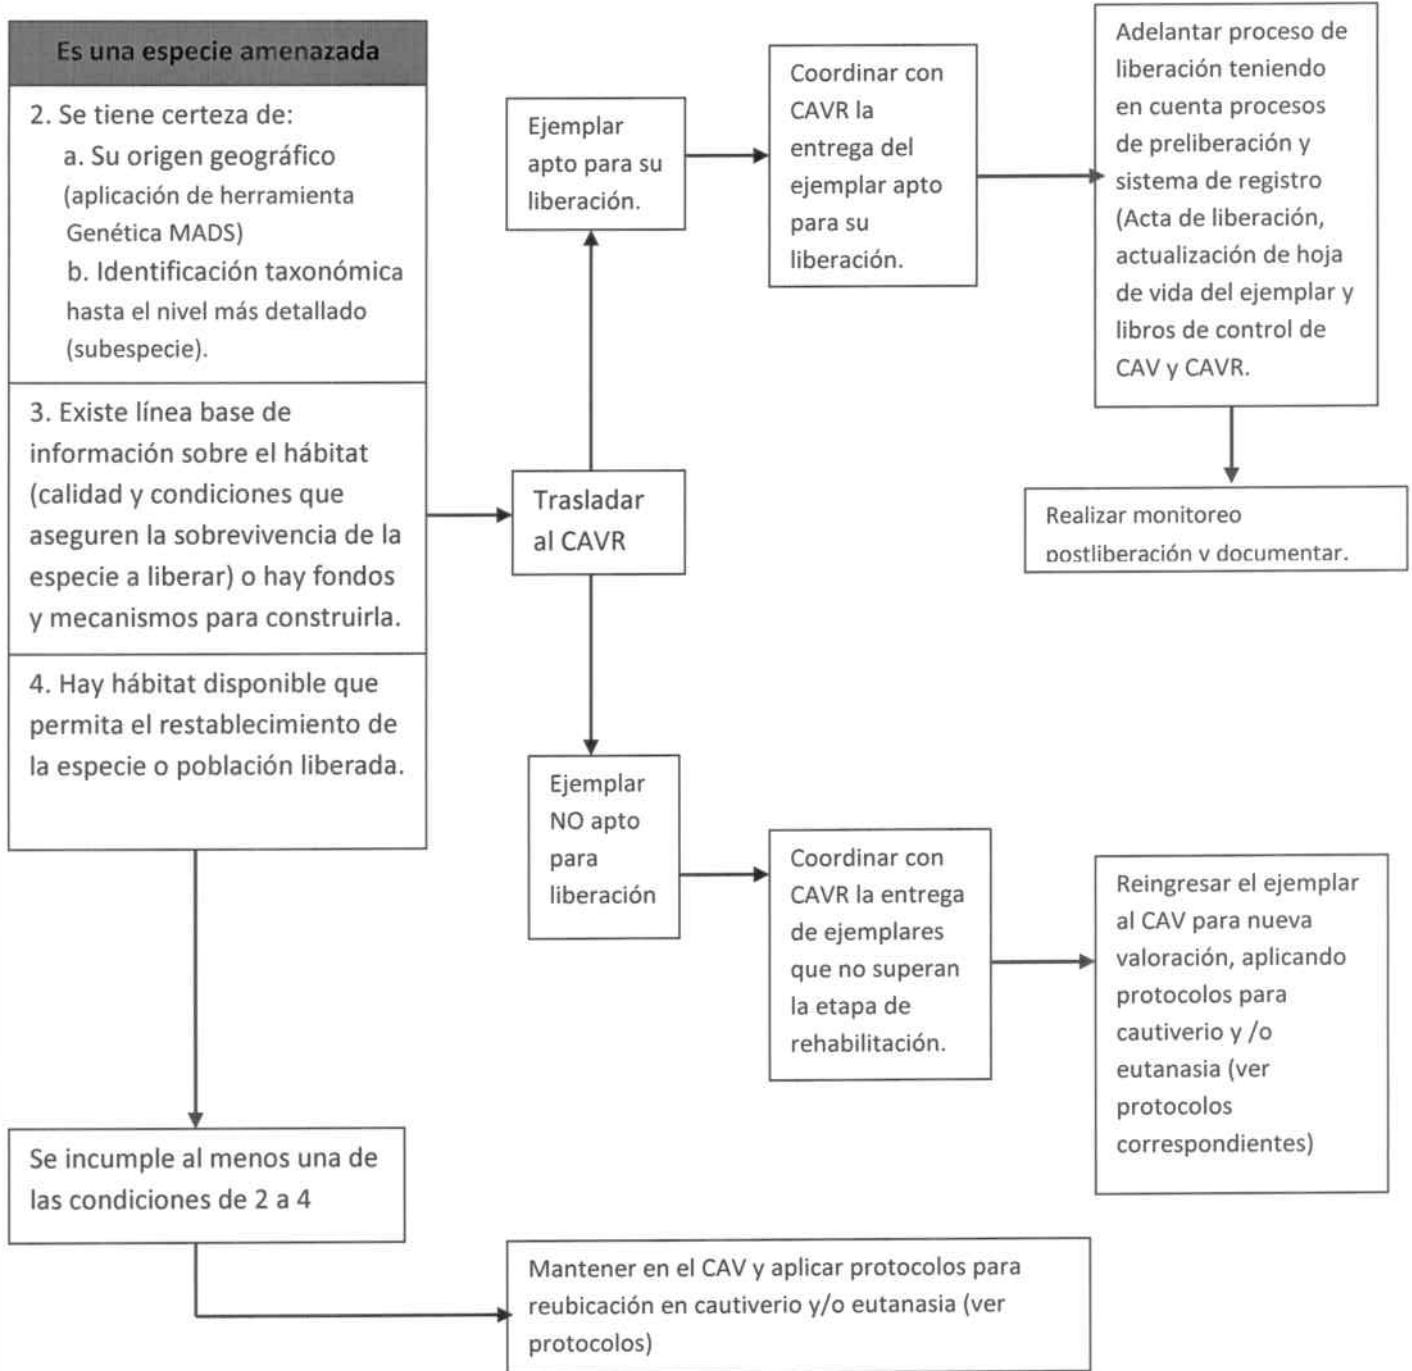 Es una especie amenazada
2. Se tiene certeza de:
a. Su origen geográfico
(aplicación de herramienta
Genética MADS)
b. Identificación taxonómica
hasta el nivel más detallado
(subespecie).
3. Existe línea base de
información sobre el hábitat
(calidad y condiciones que
aseguren la sobrevivencia de la
especie a liberar) o hay fondos
y mecanismos para construirla.
4. Hay hábitat disponible que
permita el restablecimiento de
la especie o población liberada.
Se incumple al menos una de
las condiciones de 2 a 4
Mantener en el CAV y aplicar protocolos para
reubicación en cautiverio y/o eutanasia (ver
protocolos)
Trasladar
al CAVR
Ejemplar
apto para su
liberación.
Coordinar con
CAVR la
entrega del
ejemplar apto
para su
liberación.
Adelantar proceso de
liberación teniendo
en cuenta procesos
de preliberación y
sistema de registro
(Acta de liberación,
actualización de hoja
de vida del ejemplar y
libros de control de
CAV y CAVR.
Realizar monitoreo
postliberación y documentar.
Ejemplar
NO apto
para
liberación
Coordinar con
CAVR la entrega
de ejemplares
que no superan
la etapa de
rehabilitación.
Reingresar el ejemplar
al CAV para nueva
valoración, aplicando
protocolos para
cautiverio y /o
eutanasia (ver
protocolos
correspondientes)